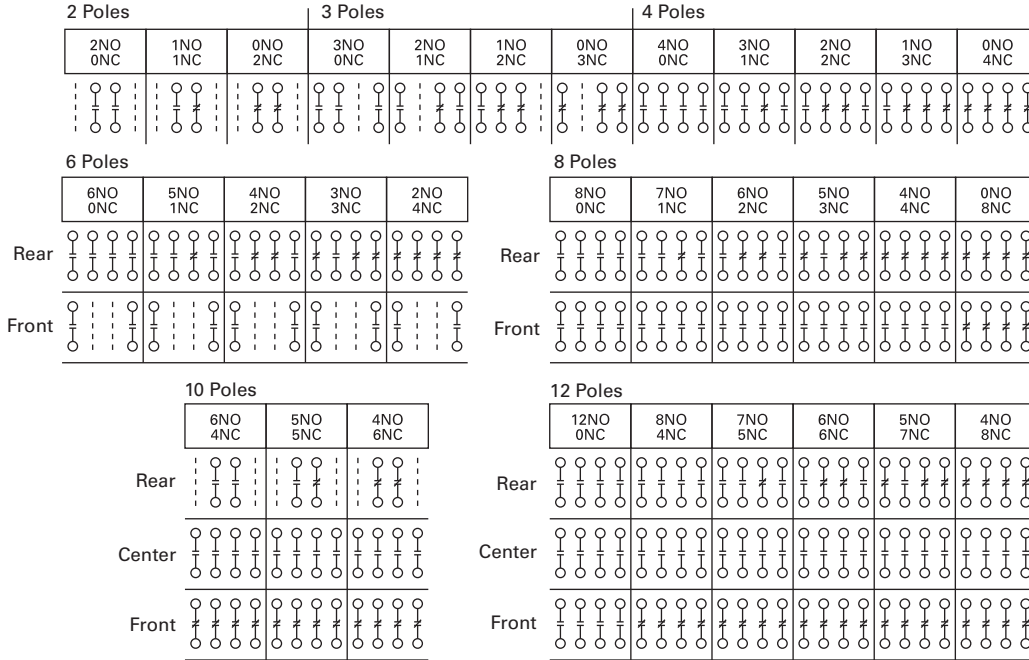 2 Poles 3 Poles 4 Poles
2NO 1NO 0NO 3NO 2NO 1NO 0NO 4NO 3NO 2NO 1NO 0NO
0NC 1NC 2NC 0NC 1NC 2NC 3NC 0NC 1NC 2NC 3NC 4NC
6 Poles 8 Poles
6NO 5NO 4NO 3NO 2NO 8NO 7NO 6NO 5NO 4NO 0NO
0NC 1NC 2NC 3NC 4NC 0NC 1NC 2NC 3NC 4NC 8NC
Rear Rear
Front Front
10 Poles 12 Poles
6NO 5NO 4NO 12NO 8NO 7NO 6NO 5NO 4NO
4NC 5NC 6NC 0NC 4NC 5NC 6NC 7NC 8NC
Rear Rear
Center Center
Front Front